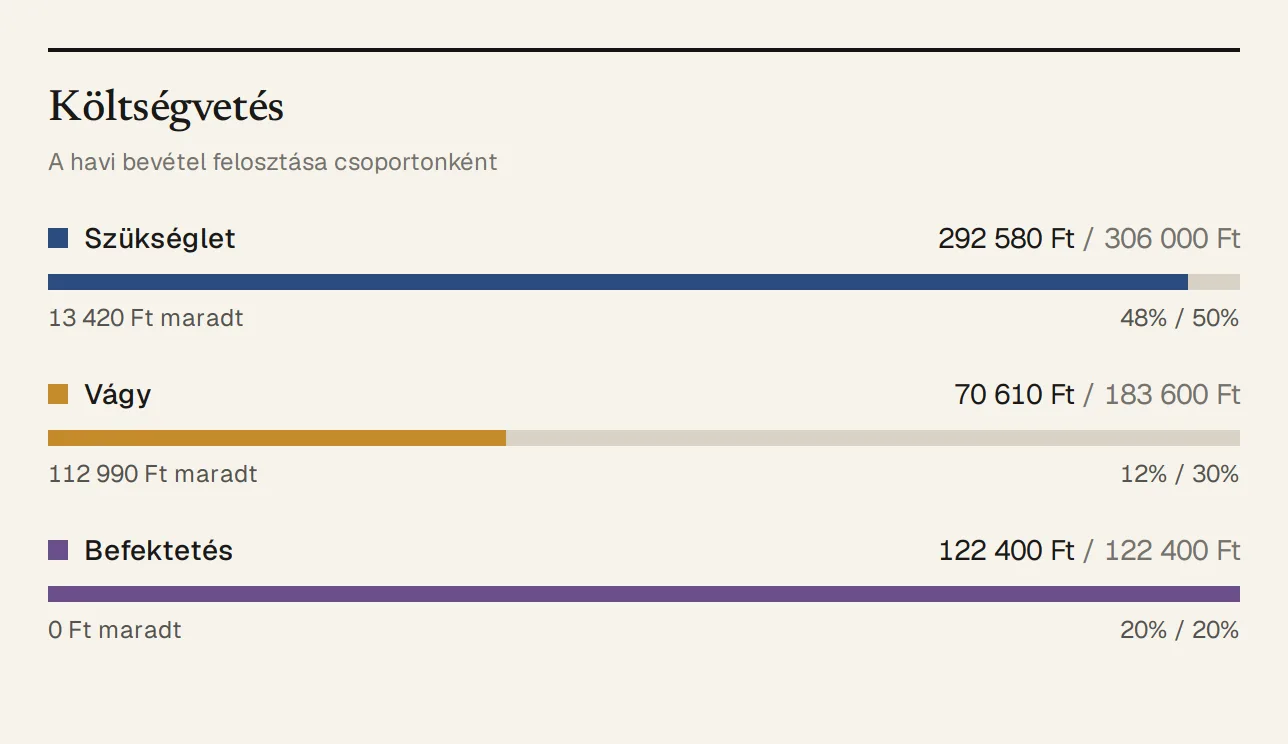 Költségvetés
A havi bevétel felosztása csoportonként
Szükséglet 292 580 Ft / 306 000 Ft
13 420 Ft maradt 48% / 50%
Vágy 70 610 Ft / 183 600 Ft
112 990 Ft maradt 12% / 30%
Befektetés 122 400 Ft / 122 400 Ft
0 Ft maradt 20% / 20%